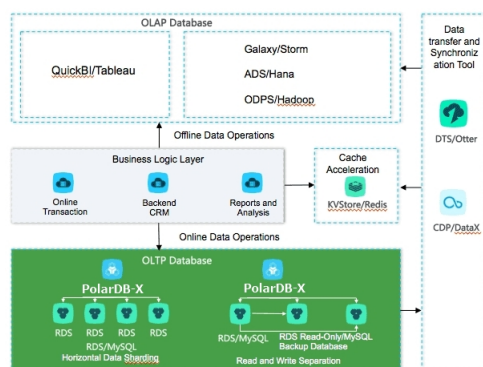 OLAP Database
QuickBI/Tableau
Galaxy/Storm
ADS/Hana
ODPS/Hadoop
Data
transfer and
Synchroniz
ation Tool
DTS/Otter
CDP/DataX
Offline Data Operations
Business Logic Layer
Online
Transaction
Backend
CRM
Reports and
Analysis
Cache
Acceleration
KVStore/Redis
Online Data Operations
OLTP Database
PolarDB-X
RDS
RDS
RDS
RDS
RDS/MySQL
Horizontal Data Sharding
PolarDB-X
RDS/MySQL
RDS Read-Only/MySQL
Backup Database
Read and Write Separation